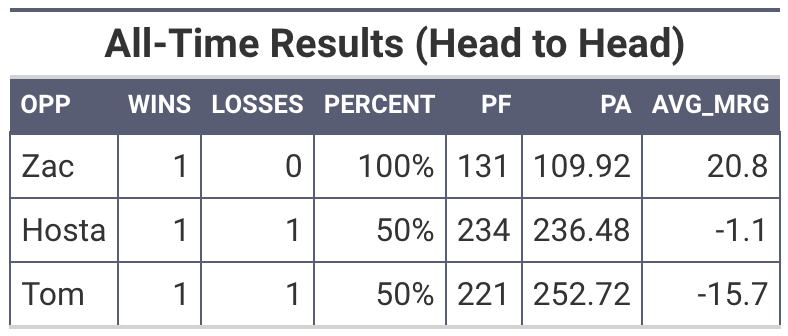 All-Time Results (Head to Head)
OPP WINS LOSSES PERCENT PF PA AVG_MRG
Zac 1 0 100% 131 109.92 20.8
Hosta 1 1 50% 234 236.48 -1.1
Tom 1 1 50% 221 252.72 -15.7